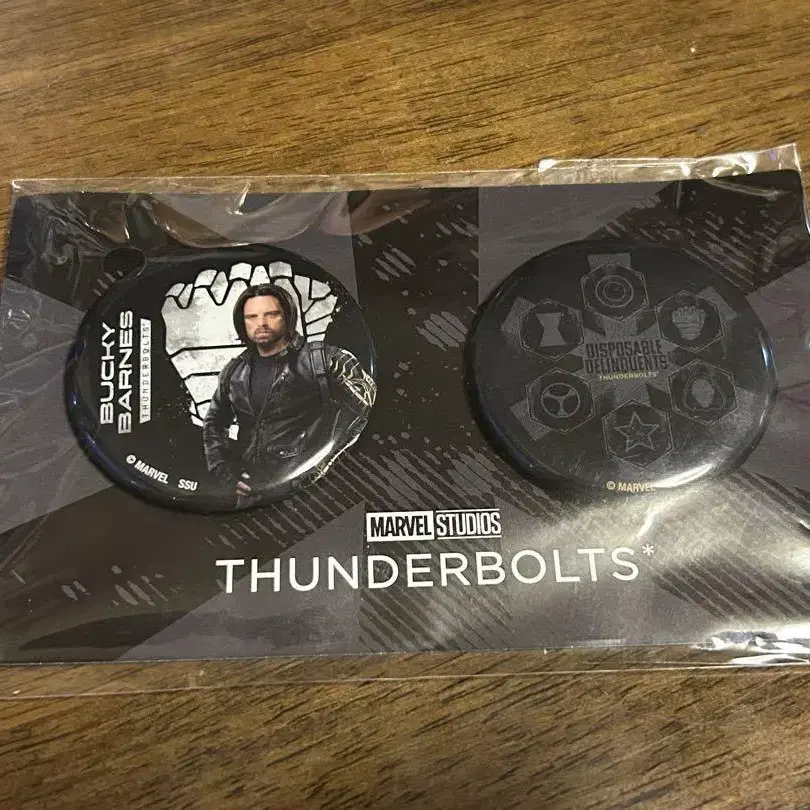 BUCKY
BARNES
THUNDERBOLTS*
© MARVEL SSU
DISPOSABLE
DELINQUENTS
THUNDERBOLTS*
© MARVEL
MARVEL STUDIOS
THUNDERBOLTS*